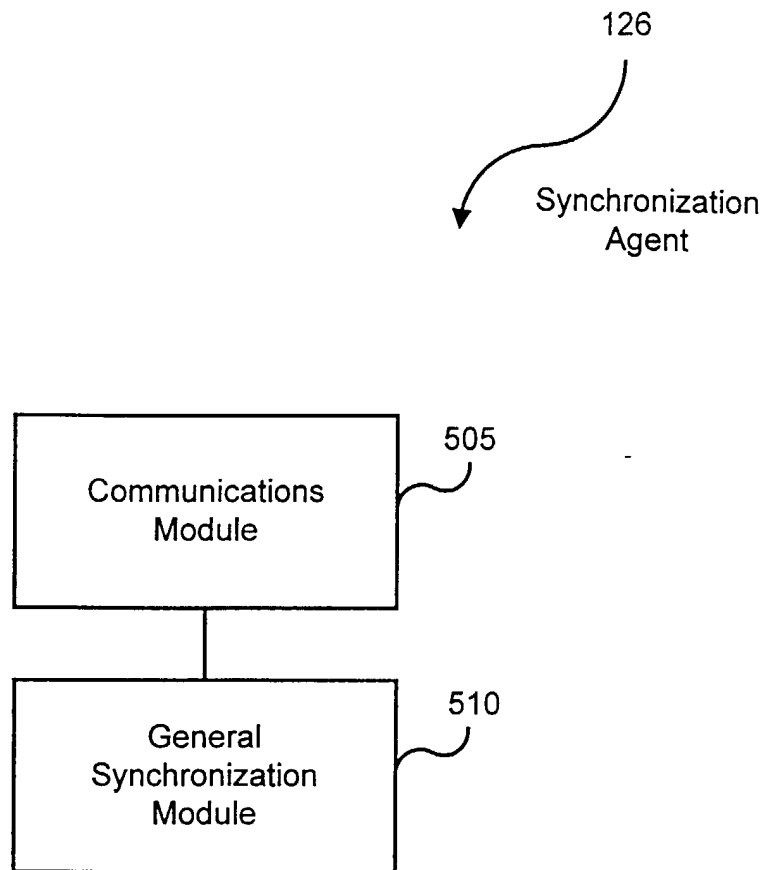 126
Synchronization
Agent
505
Communications
Module
510
General
Synchronization
Module